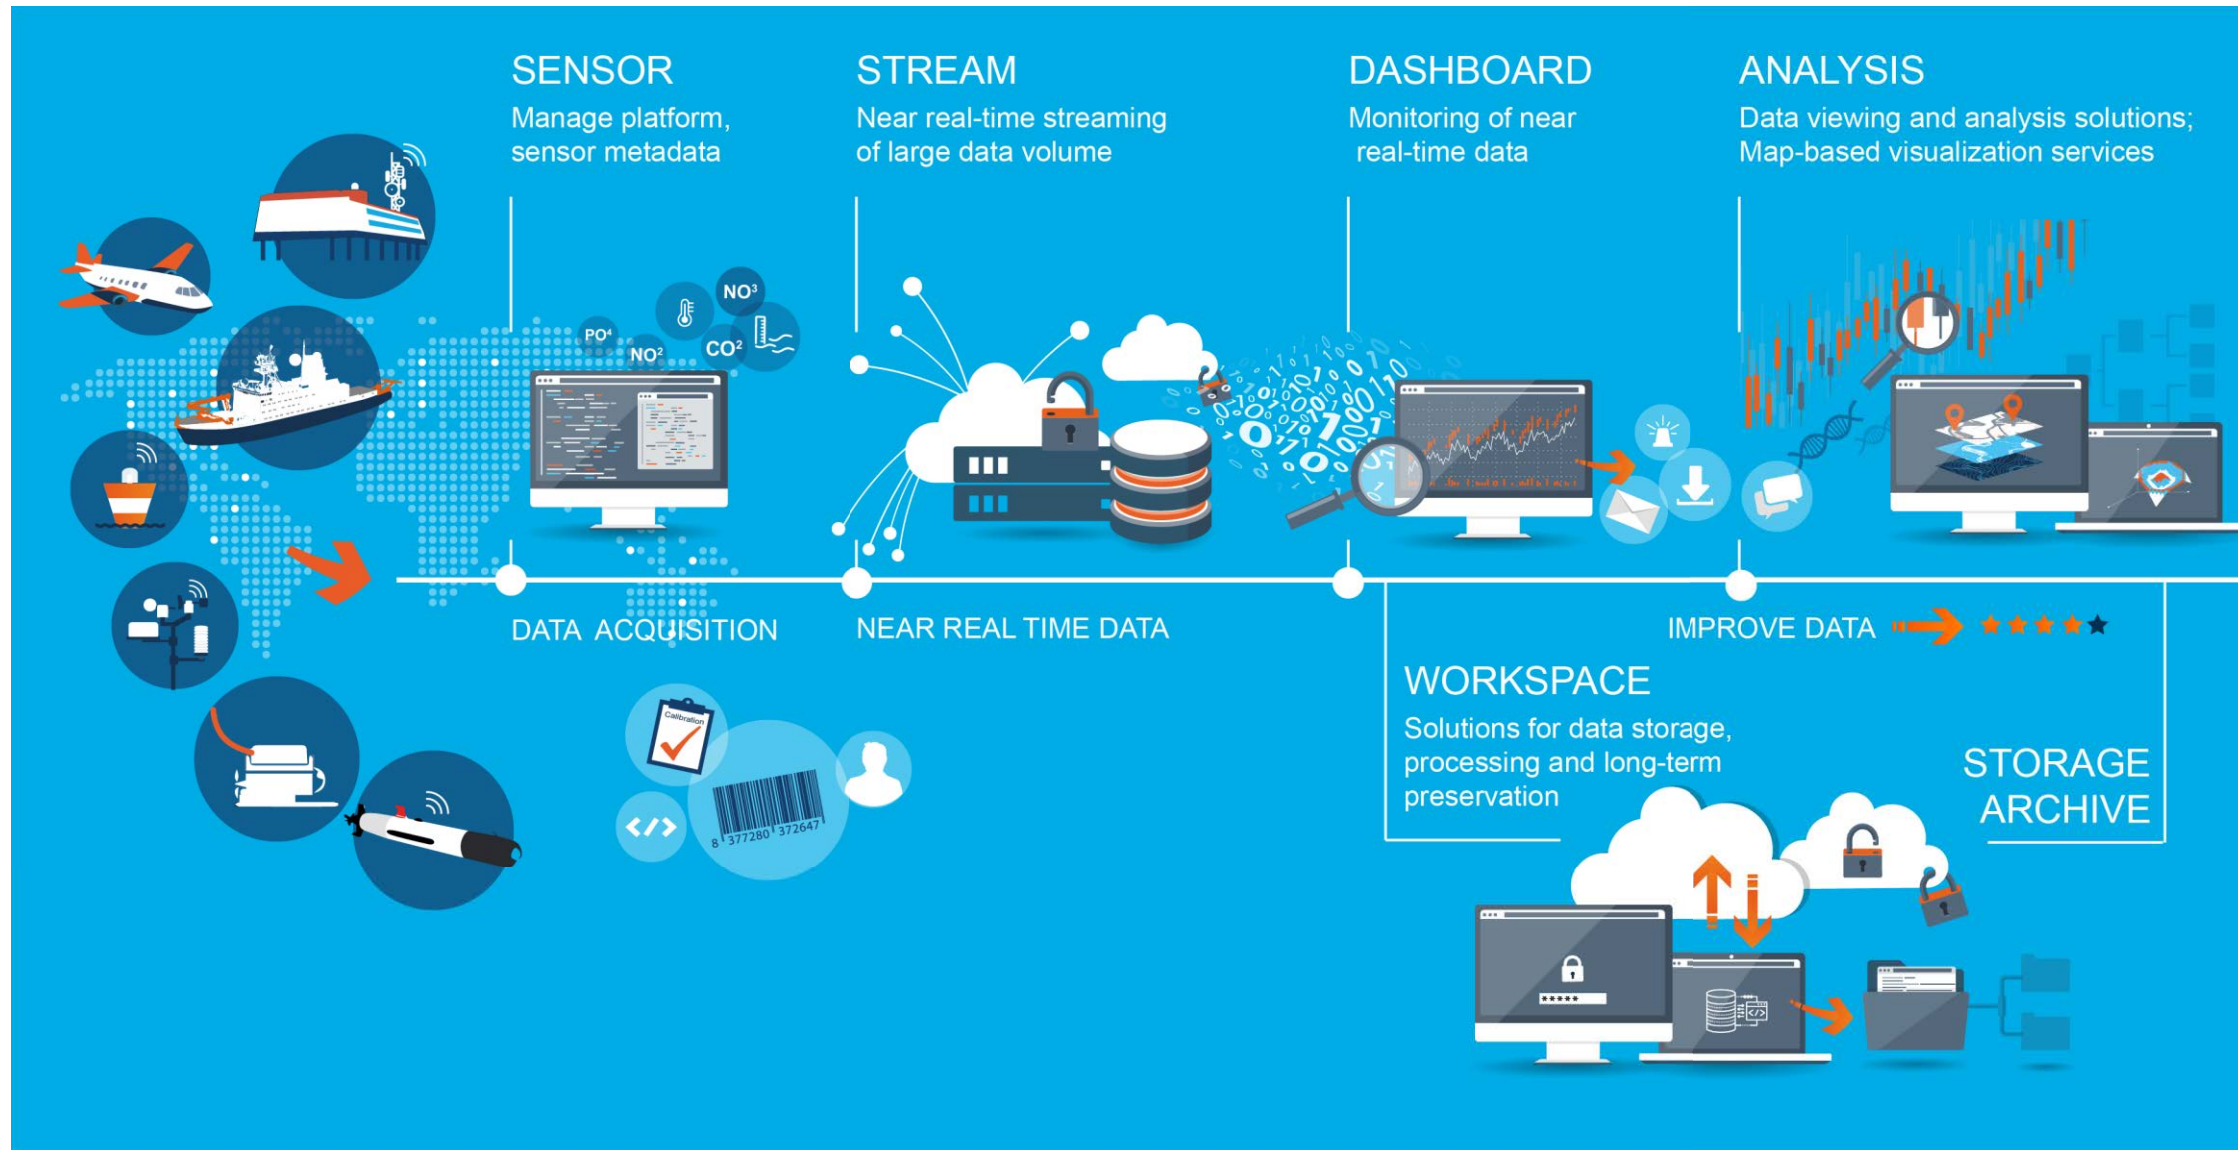 SENSOR
Manage platform,
sensor metadata
STREAM
Near real-time streaming
of large data volume
DASHBOARD
Monitoring of near
real-time data
ANALYSIS
Data viewing and analysis solutions;
Map-based visualization services
PO⁴
NO²
NO³
CO²
DATA ACQUISITION
NEAR REAL TIME DATA
IMPROVE DATA
Calibration
</>
8 377280 372647
WORKSPACE
Solutions for data storage,
processing and long-term
preservation
STORAGE
ARCHIVE
*****
</>